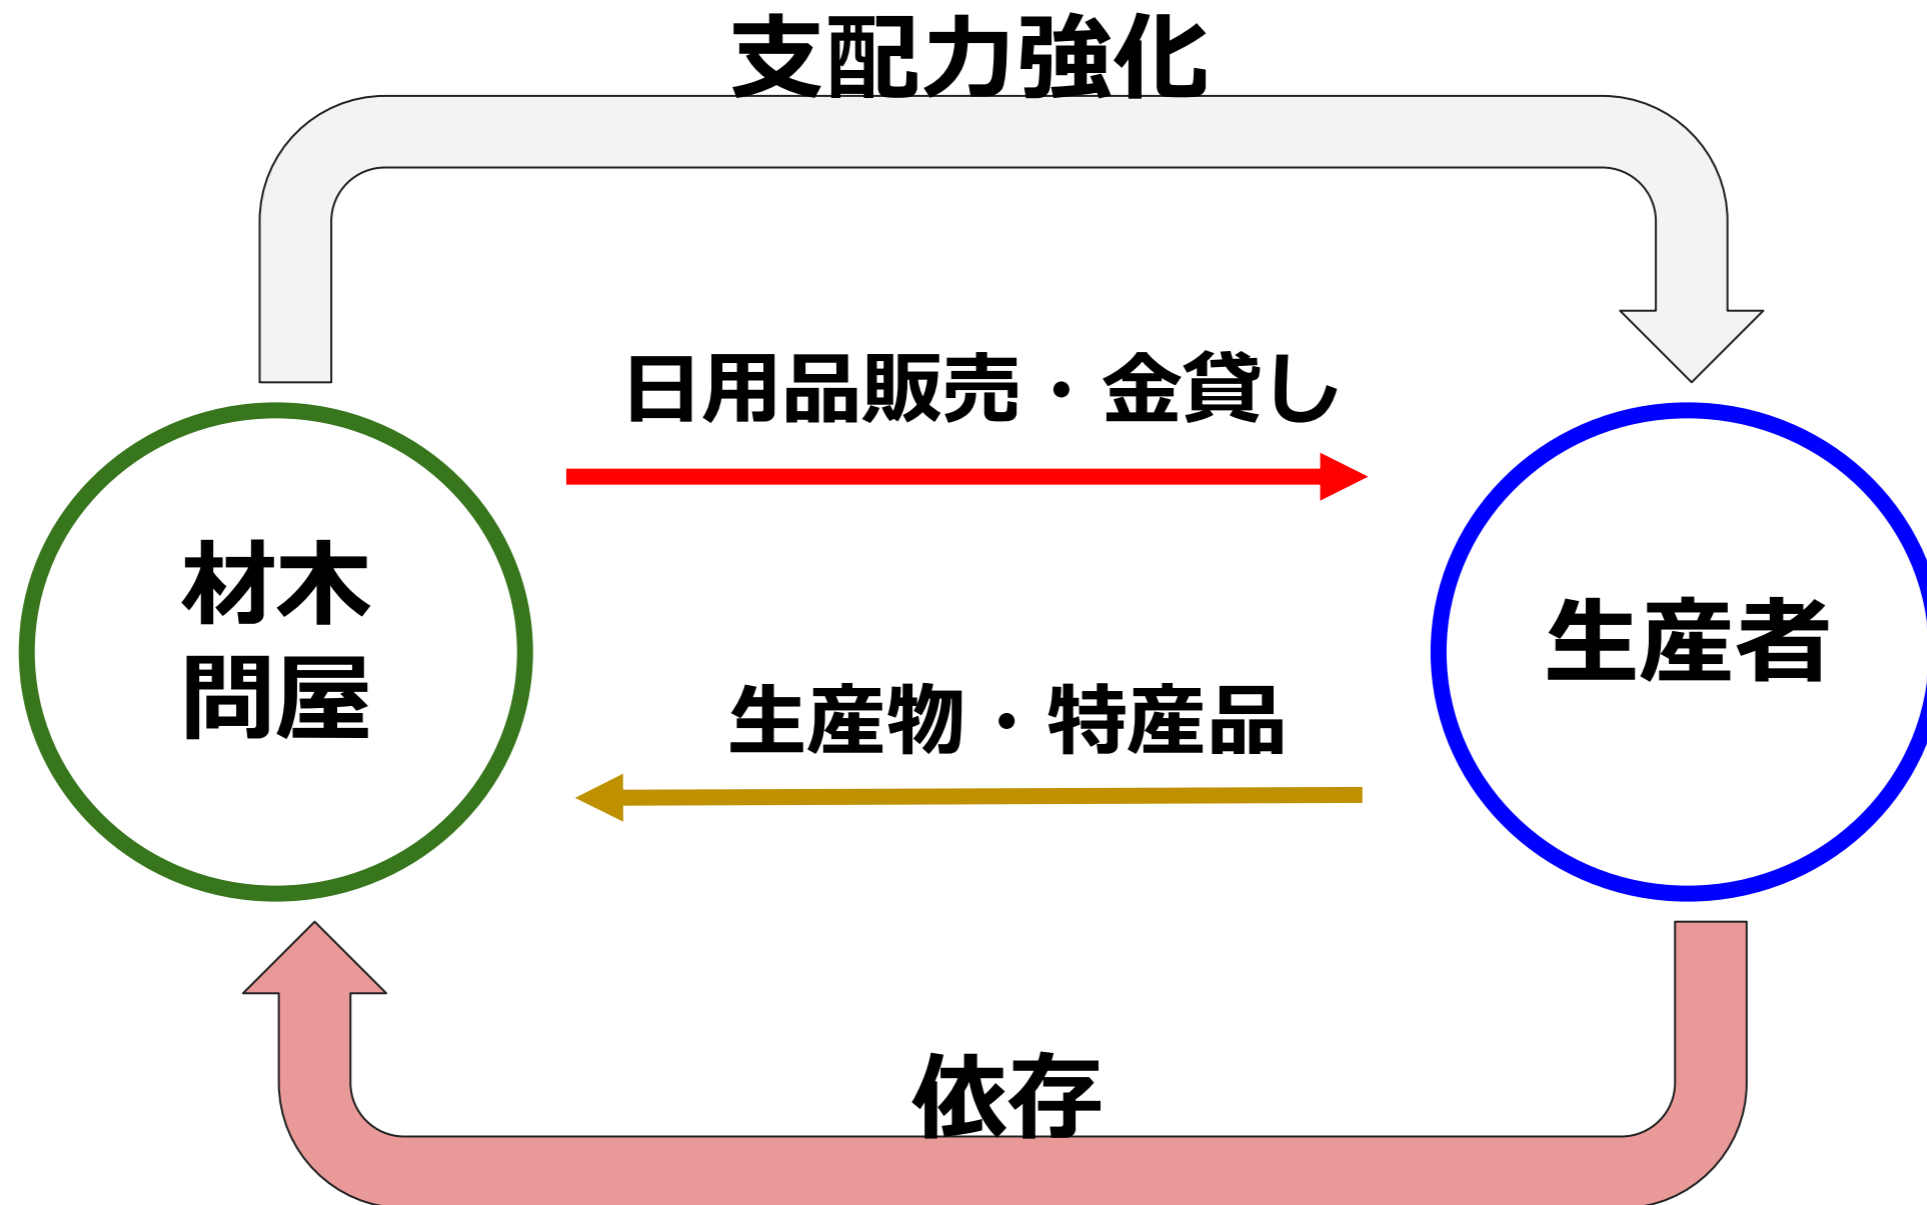 支配力強化
日用品販売・金貸し
材木
問屋
生産者
生産物・特産品
依存